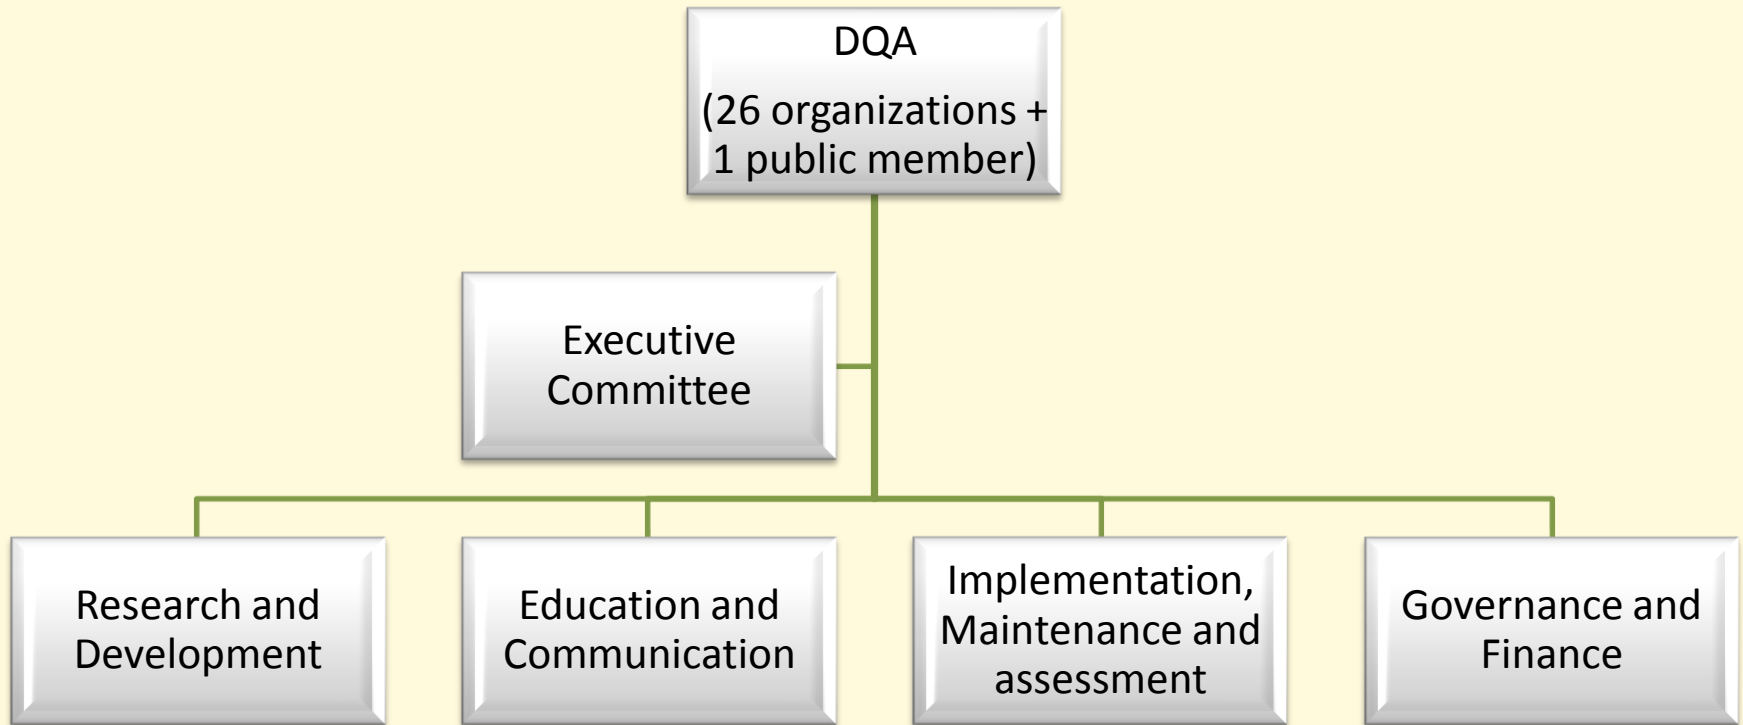 DQA
(26 organizations +
1 public member)
Executive
Committee
Research and
Development
Education and
Communication
Implementation,
Maintenance and
assessment
Governance and
Finance